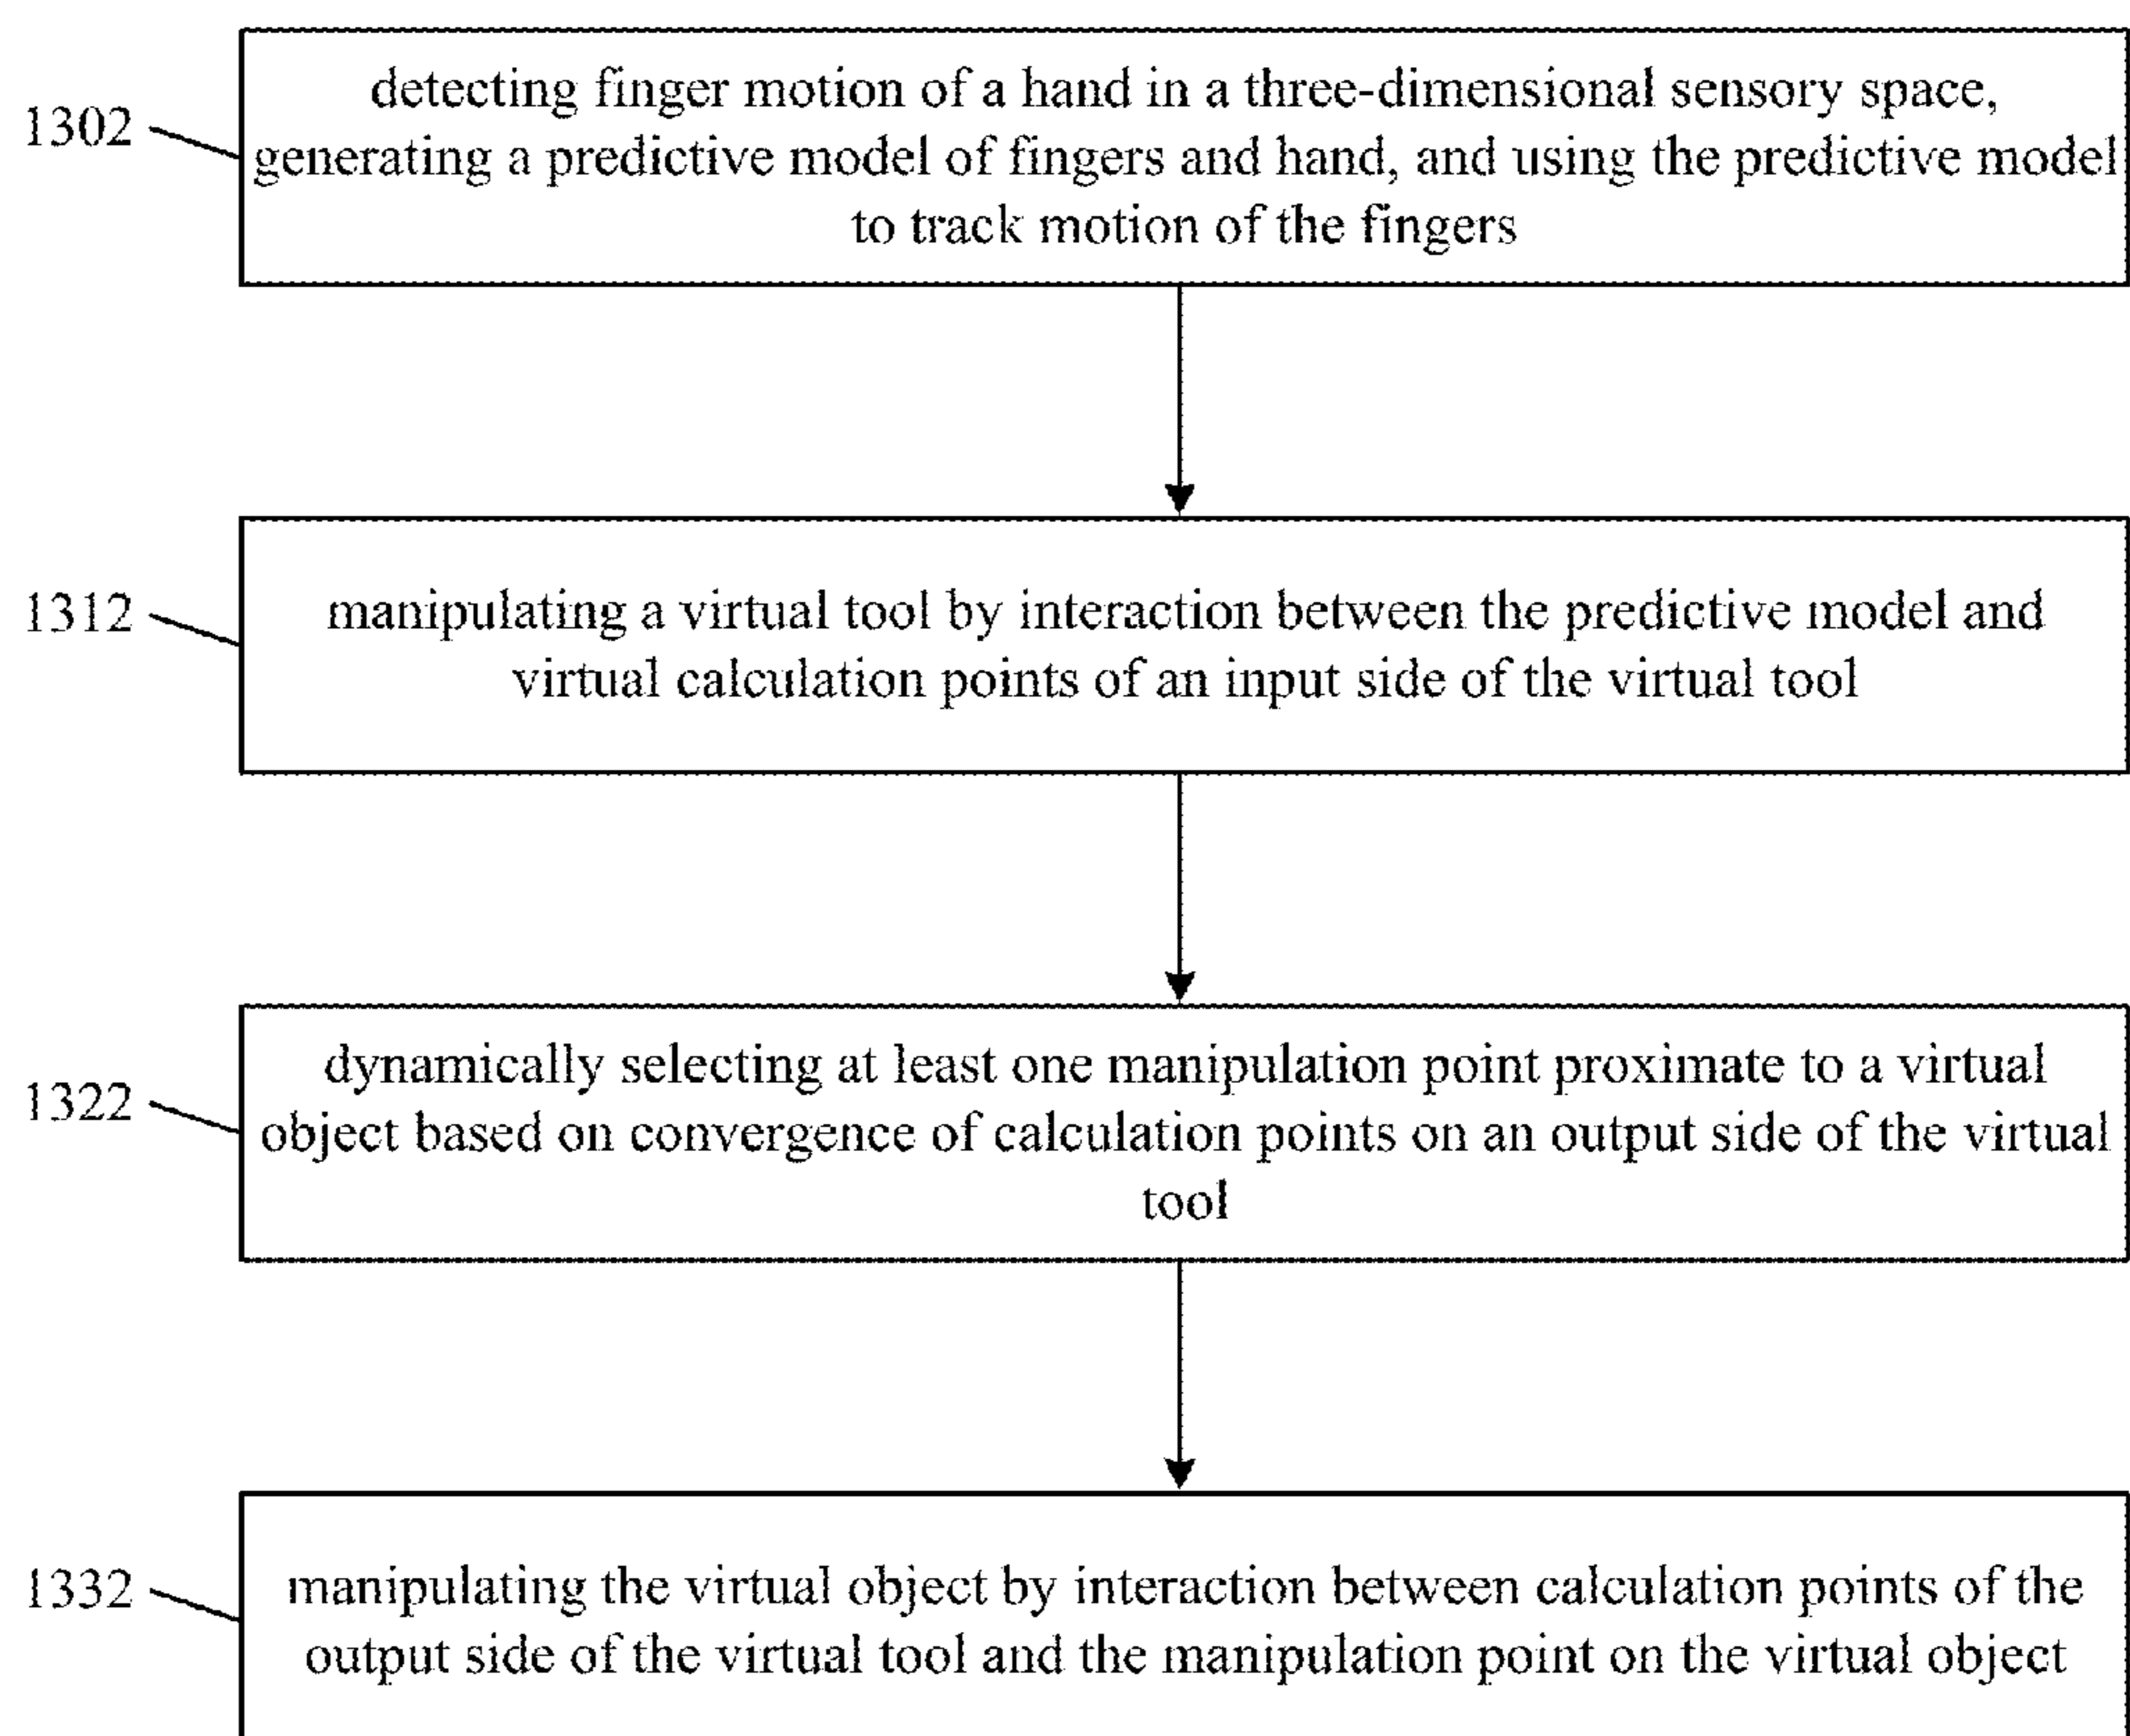 1302
detecting finger motion of a hand in a three-dimensional sensory space,
generating a predictive model of fingers and hand, and using the predictive model
to track motion of the fingers
1312
manipulating a virtual tool by interaction between the predictive model and
virtual calculation points of an input side of the virtual tool
1322
dynamically selecting at least one manipulation point proximate to a virtual
object based on convergence of calculation points on an output side of the virtual
tool
1332
manipulating the virtual object by interaction between calculation points of the
output side of the virtual tool and the manipulation point on the virtual object